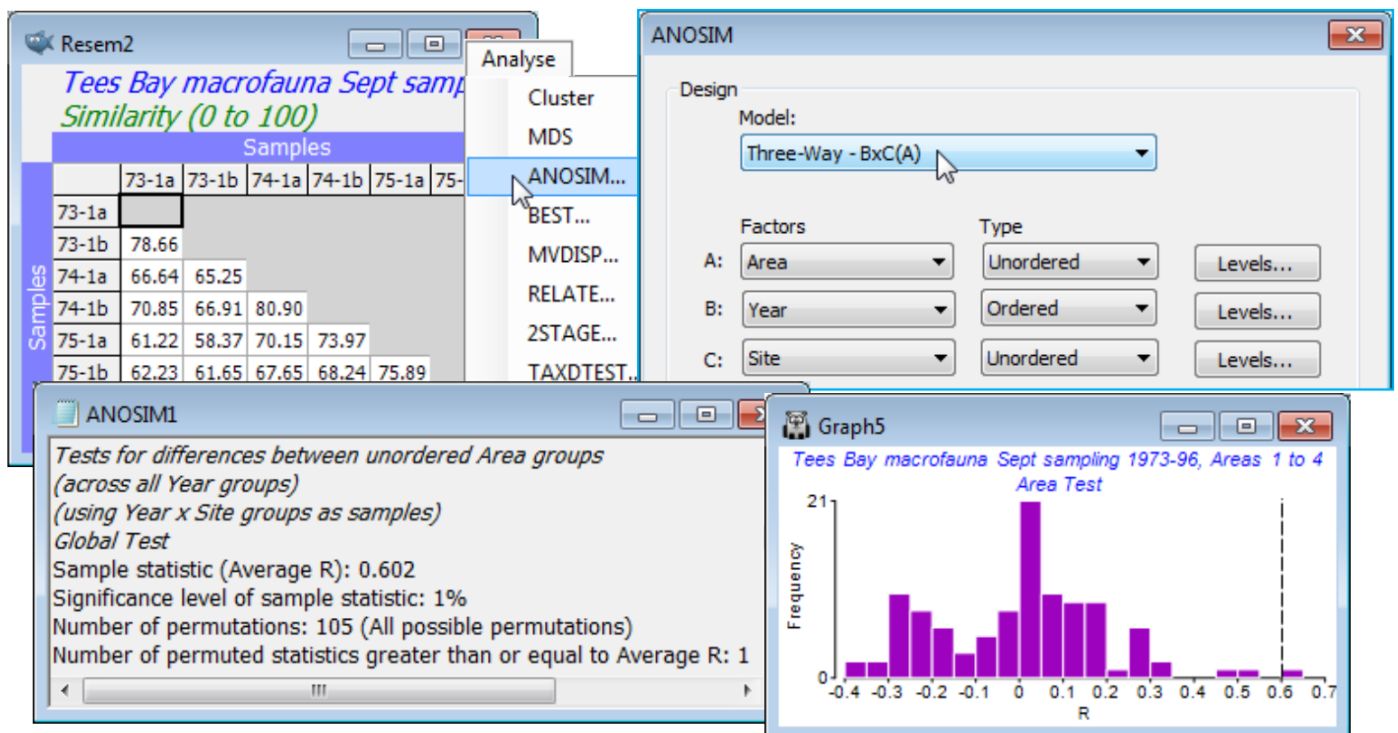 Resem2
Tees Bay macrofauna Sept samp
Similarity (0 to 100)
Samples
73-1a 73-1b 74-1a 74-1b 75-1a 75-
73-1a
73-1b 78.66
74-1a 66.64 65.25
74-1b 70.85 66.91 80.90
75-1a 61.22 58.37 70.15 73.97
75-1b 62.23 61.65 67.65 68.24 75.89
Samples
Analyse
Cluster
MDS
ANOSIM...
BEST...
MVDISP...
RELATE...
2STAGE...
TAXDTEST..
ANOSIM
Design
Model:
Three-Way - BxC(A)
Factors Type
A: Area Unordered Levels...
B: Year Ordered Levels...
C: Site Unordered Levels...
ANOSIM1
Tests for differences between unordered Area groups
(across all Year groups)
(using Year x Site groups as samples)
Global Test
Sample statistic (Average R): 0.602
Significance level of sample statistic: 1%
Number of permutations: 105 (All possible permutations)
Number of permuted statistics greater than or equal to Average R: 1
Graph5
Tees Bay macrofauna Sept sampling 1973-96, Areas 1 to 4
Area Test
21
Frequency
0
-0.4 -0.3 -0.2 -0.1 0 0.1 0.2 0.3 0.4 0.5 0.6 0.7
R